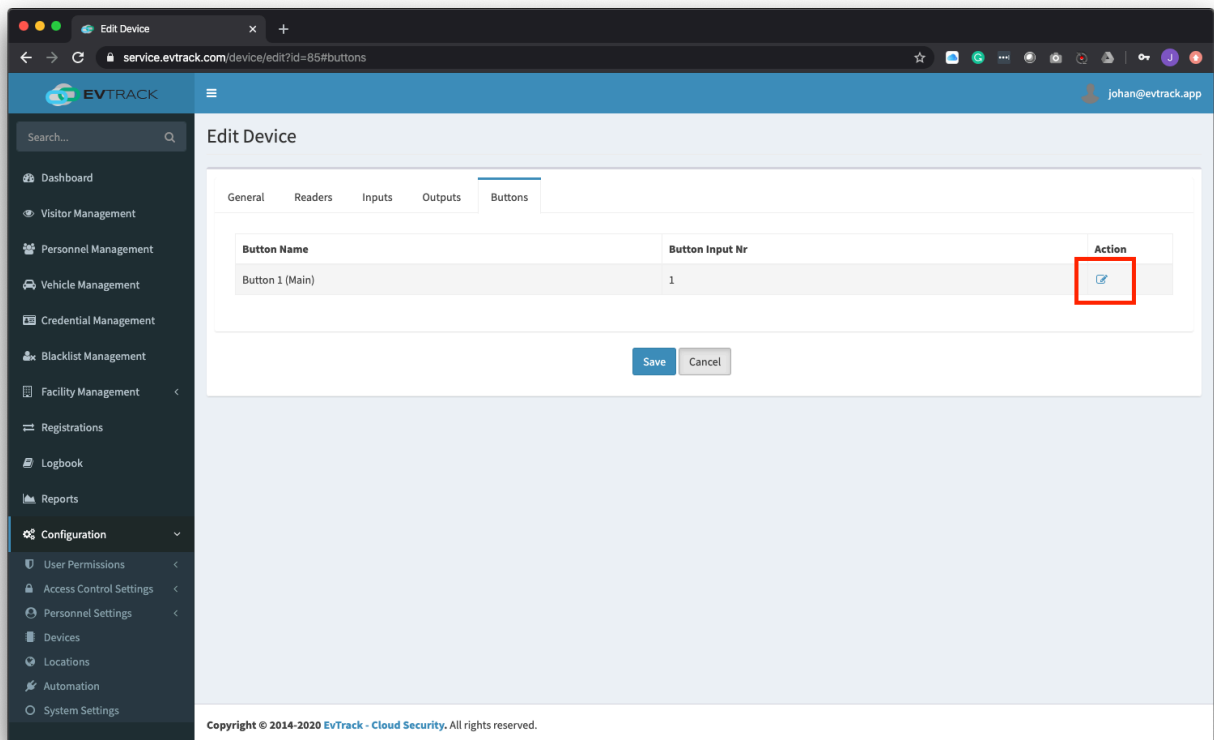 Edit Device
service.evtrack.com/device/edit?id=85#buttons
J
EVTRACK
johan@evtrack.app
Search...
Edit Device
Dashboard
Visitor Management
Personnel Management
Vehicle Management
Credential Management
Blacklist Management
Facility Management
Registrations
Logbook
Reports
Configuration
User Permissions
Access Control Settings
Personnel Settings
Devices
Locations
Automation
System Settings
General Readers Inputs Outputs Buttons
Button Name Button Input Nr Action
Button 1 (Main) 1
Save Cancel
Copyright © 2014-2020 EvTrack - Cloud Security. All rights reserved.